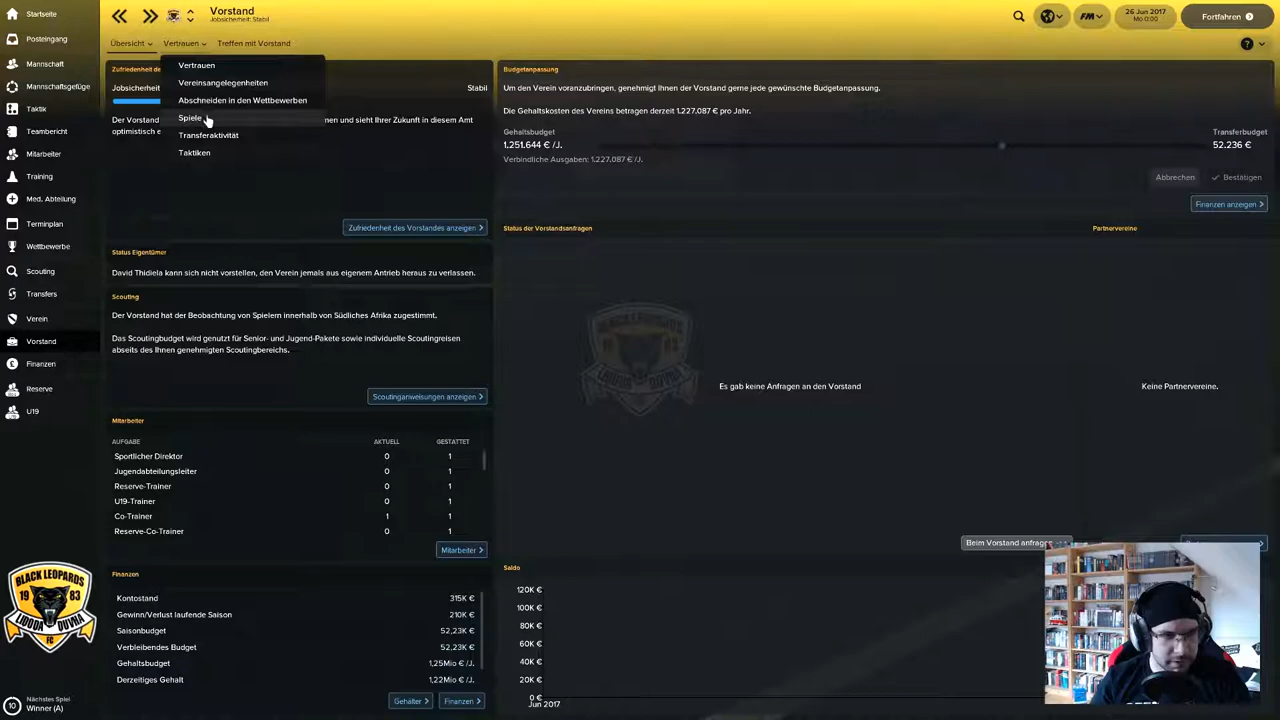 Startseite
Posteingang
Mannschaft
Mannschaftsgefüge
Taktik
Teambericht
Mitarbeiter
Training
Med. Abteilung
Terminplan
Wettbewerbe
Scouting
Transfers
Verein
Vorstand
Finanzen
Reserve
U19
BLACK LEOPARDS
19 83
FC
Nächstes Spiel
Winner (A)
Vorstand
Jobsicherheit: Stabil
FM
26 Jun 2017
Mo 0:00
Fortfahren
Übersicht
Vertrauen
Treffen mit Vorstand
Vertrauen
Vereinsangelegenheiten
Abschneiden in den Wettbewerben
Spiele
Transferaktivität
Taktiken
Jobsicherheit
Stabil
Der Vorstand
men und sieht Ihrer Zukunft in diesem Amt
optimistisch
Zufriedenheit des Vorstandes anzeigen
Status Eigentümer
David Thidiela kann sich nicht vorstellen, den Verein jemals aus eigenem Antrieb heraus zu verlassen.
Scouting
Der Vorstand hat der Beobachtung von Spielern innerhalb von Südliches Afrika zugestimmt.
Das Scoutingbudget wird genutzt für Senior- und Jugend-Pakete sowie individuelle Scoutingreisen
abseits des Ihnen genehmigten Scoutingbereichs.
Scoutinganweisungen anzeigen
Mitarbeiter
AUFGABE AKTUELL GESTATTET
Sportlicher Direktor 0 1
Jugendabteilungsleiter 0 1
Reserve-Trainer 0 1
U19-Trainer 0 1
Co-Trainer 1 1
Reserve-Co-Trainer 0 1
Mitarbeiter
Finanzen
Kontostand 315K €
Gewinn/Verlust laufende Saison 210K €
Saisonbudget 52,23K €
Verbleibendes Budget 52,23K €
Gehaltsbudget 1,25Mio € /J.
Derzeitiges Gehalt 1,22Mio € /J.
Gehälter
Finanzen
Budgetanpassung
Um den Verein voranzubringen, genehmigt Ihnen der Vorstand gerne jede gewünschte Budgetanpassung.
Die Gehaltskosten des Vereins betragen derzeit 1.227,087 € pro Jahr.
Gehaltsbudget
1.251.644 € /J.
Transferbudget
52.236 €
Verbindliche Ausgaben: 1.227,087 € /J.
Abbrechen
Bestätigen
Finanzen anzeigen
Status der Vorstandsanfragen
Partnervereine
Es gab keine Anfragen an den Vorstand
Keine Partnervereine.
Beim Vorstand anfragen
Saldo
120K €
100K €
80K €
60K €
40K €
20K €
0 €
Jun 2017